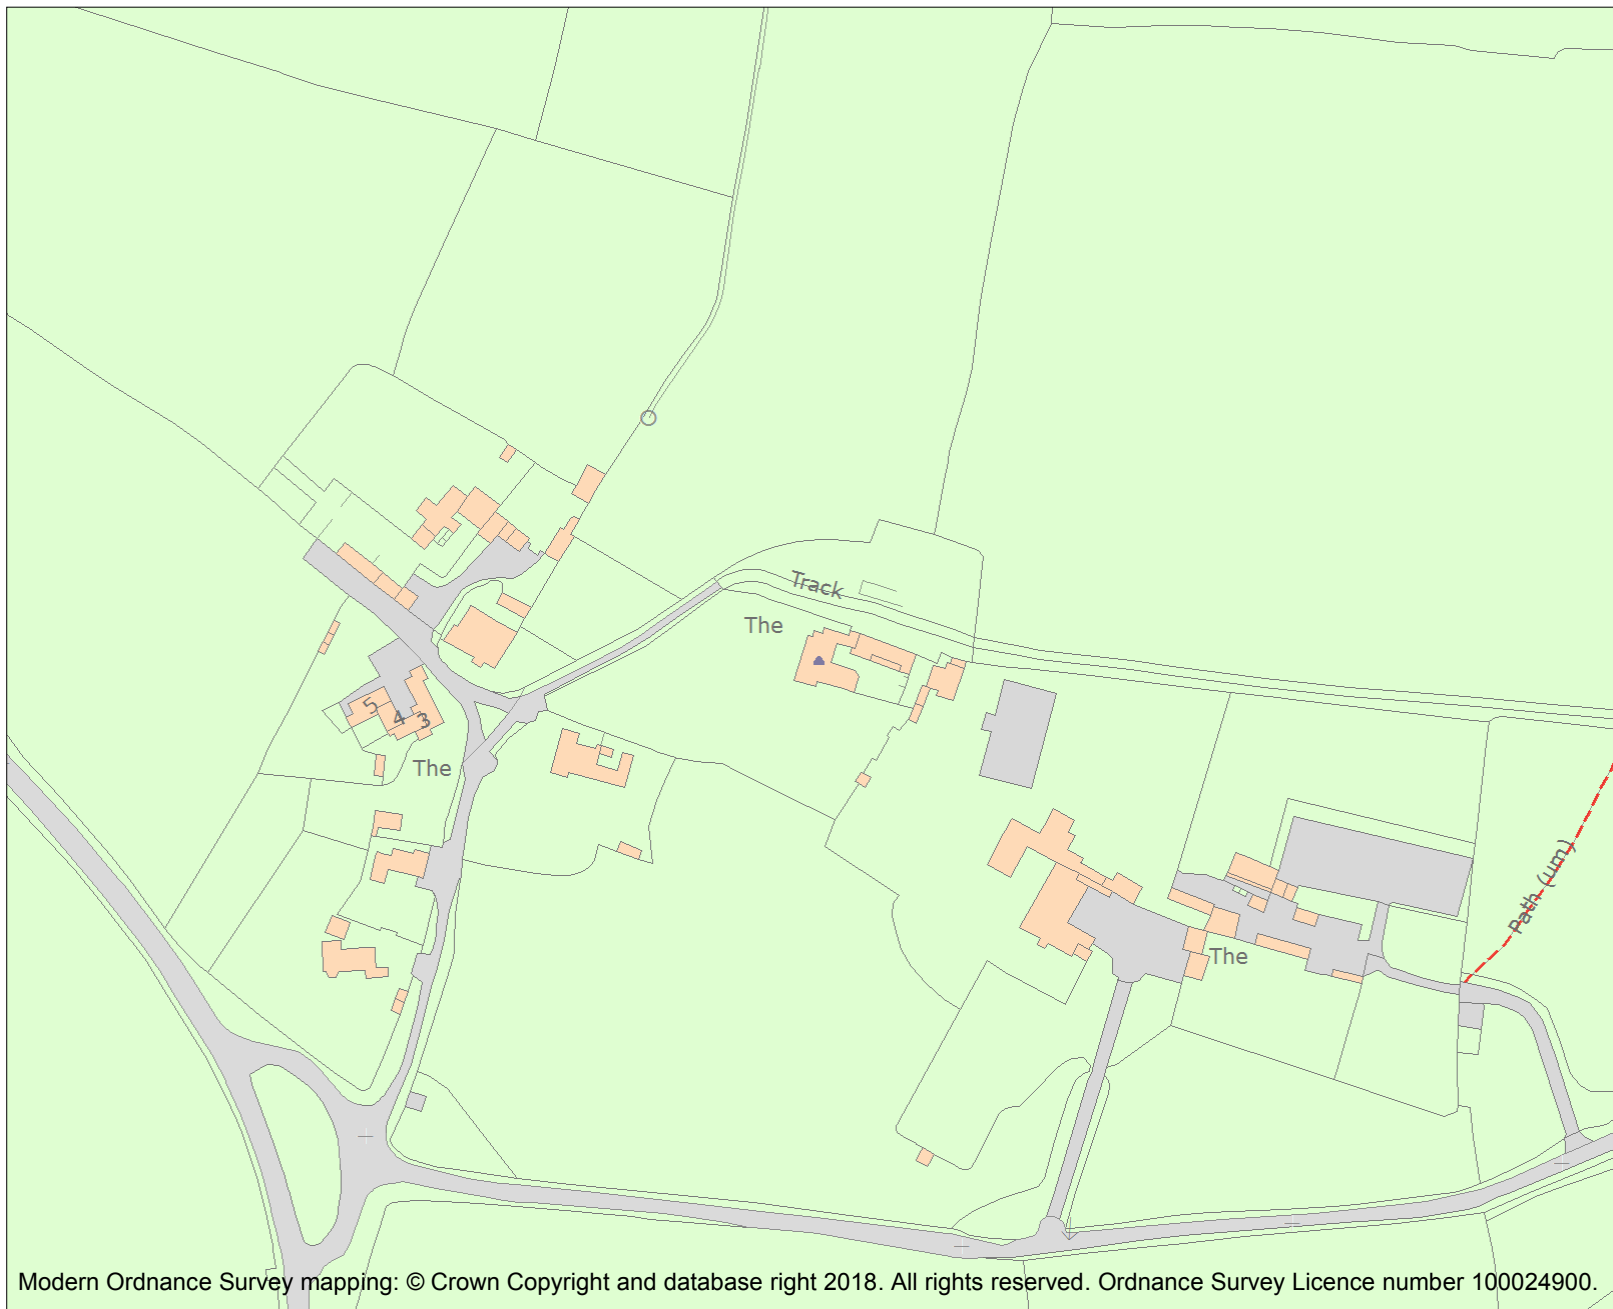 Track
The
5
4
3
The
Path (um)
The
Modern Ordnance Survey mapping: © Crown Copyright and database right 2018. All rights reserved. Ordnance Survey Licence number 100024900.